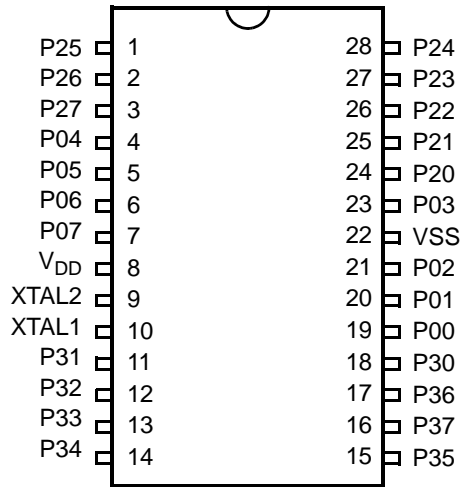 P25 1 28 P24
P26 2 27 P23
P27 3 26 P22
P04 4 25 P21
P05 5 24 P20
P06 6 23 P03
P07 7 22 VSS
VDD 8 21 P02
XTAL2 9 20 P01
XTAL1 10 19 P00
P31 11 18 P30
P32 12 17 P36
P33 13 16 P37
P34 14 15 P35